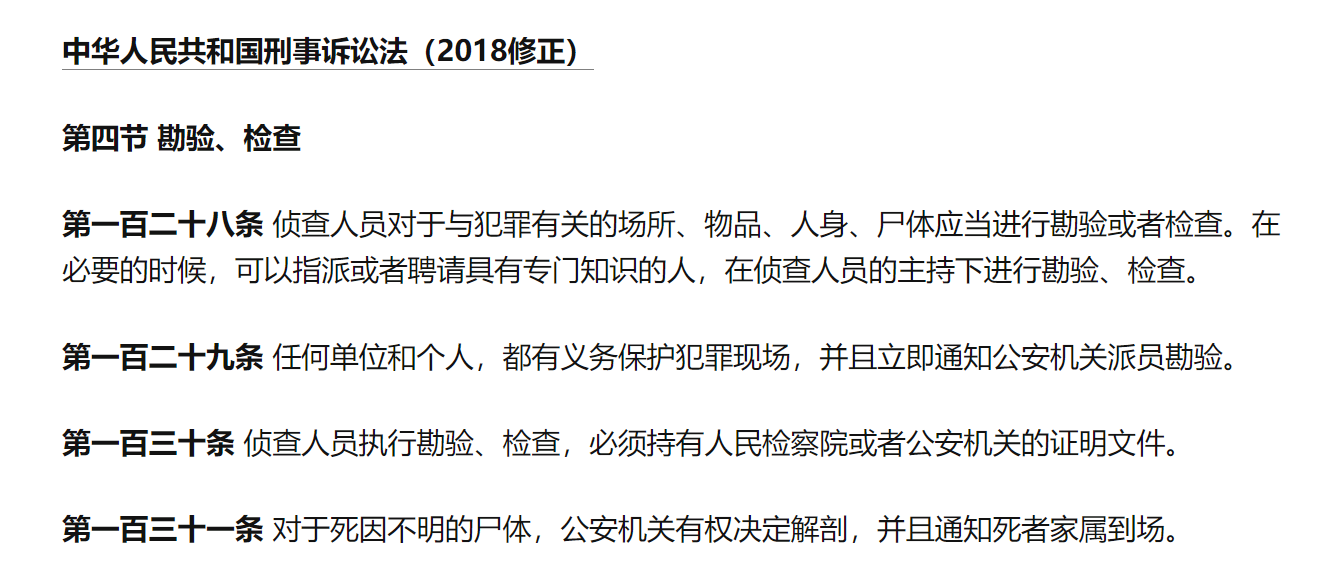 中华人民共和国刑事诉讼法（2018修正）
第四节 勘验、检查
第一百二十八条 侦查人员对于与犯罪有关的场所、物品、人身、尸体应当进行勘验或者检查。在
必要的时候，可以指派或者聘请具有专门知识的人，在侦查人员的主持下进行勘验、检查。
第一百二十九条 任何单位和个人，都有义务保护犯罪现场，并且立即通知公安机关派员勘验。
第一百三十条 侦查人员执行勘验、检查，必须持有人民检察院或者公安机关的证明文件。
第一百三十一条 对于死因不明的尸体，公安机关有权决定解剖，并且通知死者家属到场。